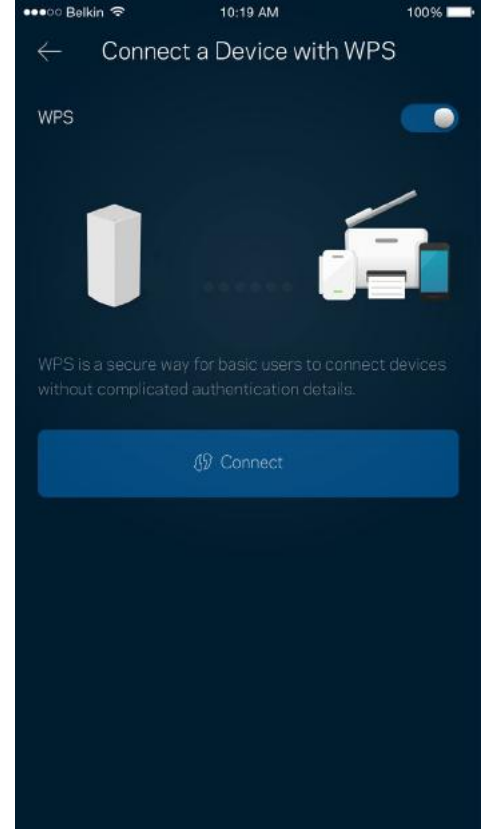 ●●●○○ Belkin 10:19 AM 100%
← Connect a Device with WPS
WPS
WPS is a secure way for basic users to connect devices
without complicated authentication details.
Connect